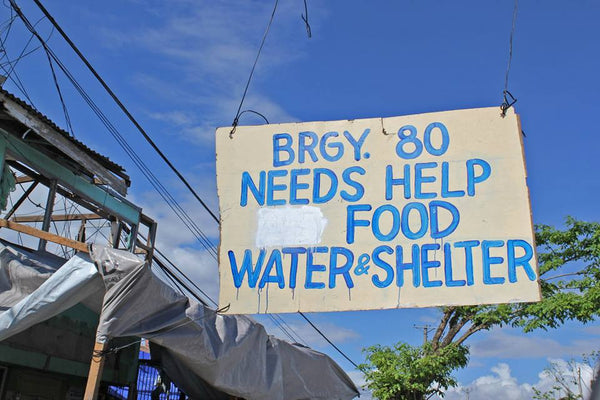 BRGY. 80
NEEDS HELP
FOOD
WATER & SHELTER